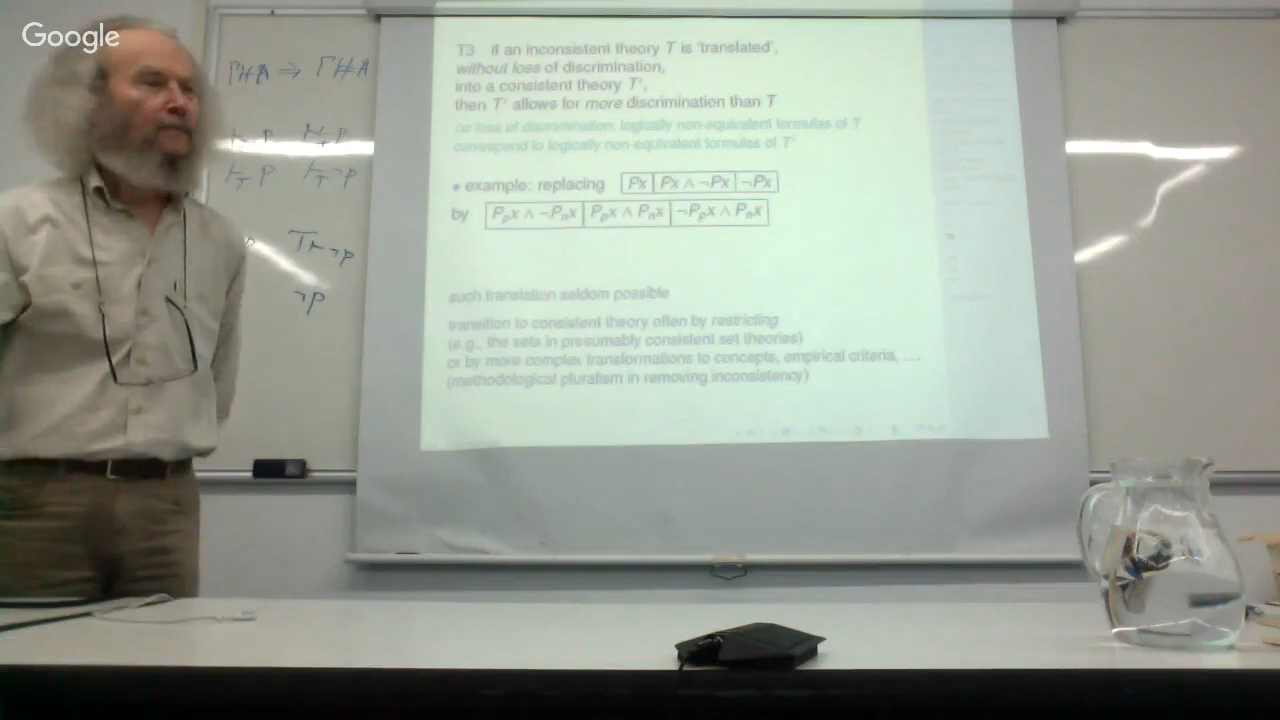 Google
T3 if an inconsistent theory T is ‘translated’,
without loss of discrimination,
into a consistent theory T′,
then T′ allows for more discrimination than T
no loss of discrimination: logically non-equivalent formulas of T
correspond to logically non-equivalent formulas of T′
• example: replacing Px Px ∧ ¬Px ¬Px
by Pₚx ∧ ¬Pₙx Pₚx ∧ Pₙx ¬Pₚx ∧ Pₙx
such translation seldom possible
transition to consistent theory often by restricting
(e.g., the sets in presumably consistent set theories)
or by more complex transformations to concepts, empirical criteria, …
(methodological pluralism in removing inconsistency)
¬p